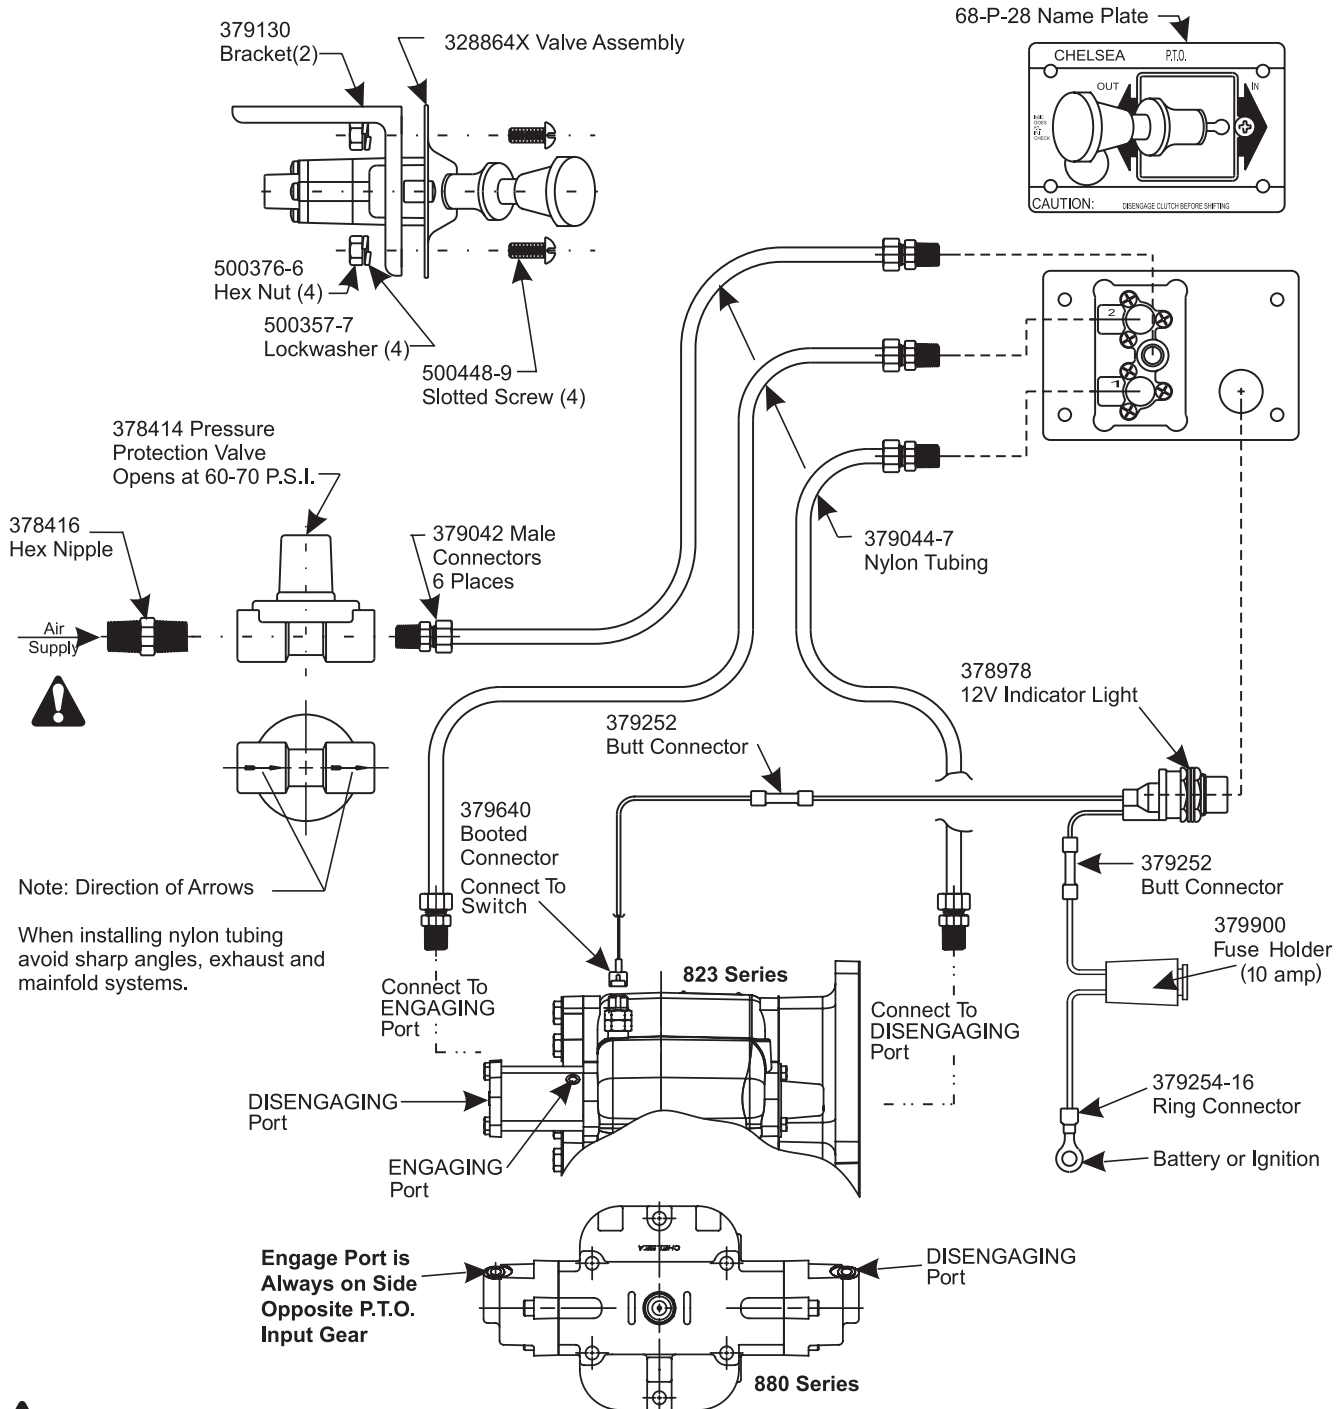 379130
Bracket(2)
328864X Valve Assembly
68-P-28 Name Plate
CHELSEA P.T.O.
OUT
IN
DOES
CHECK
CAUTION: DISENGAGE CLUTCH BEFORE SHIFTING
500376-6
Hex Nut (4)
500357-7
Lockwasher (4)
500448-9
Slotted Screw (4)
2
1
378414 Pressure
Protection Valve
Opens at 60-70 P.S.I.
378416
Hex Nipple
379042 Male
Connectors
6 Places
379044-7
Nylon Tubing
Air
Supply
378978
12V Indicator Light
379252
Butt Connector
379640
Booted
Connector
Connect To
Switch
Note: Direction of Arrows
When installing nylon tubing
avoid sharp angles, exhaust and
mainfold systems.
379252
Butt Connector
379900
Fuse Holder
(10 amp)
823 Series
Connect To
ENGAGING
Port
Connect To
DISENGAGING
Port
DISENGAGING
Port
ENGAGING
Port
379254-16
Ring Connector
Battery or Ignition
CHELSEA
Engage Port is
Always on Side
Opposite P.T.O.
Input Gear
DISENGAGING
Port
880 Series